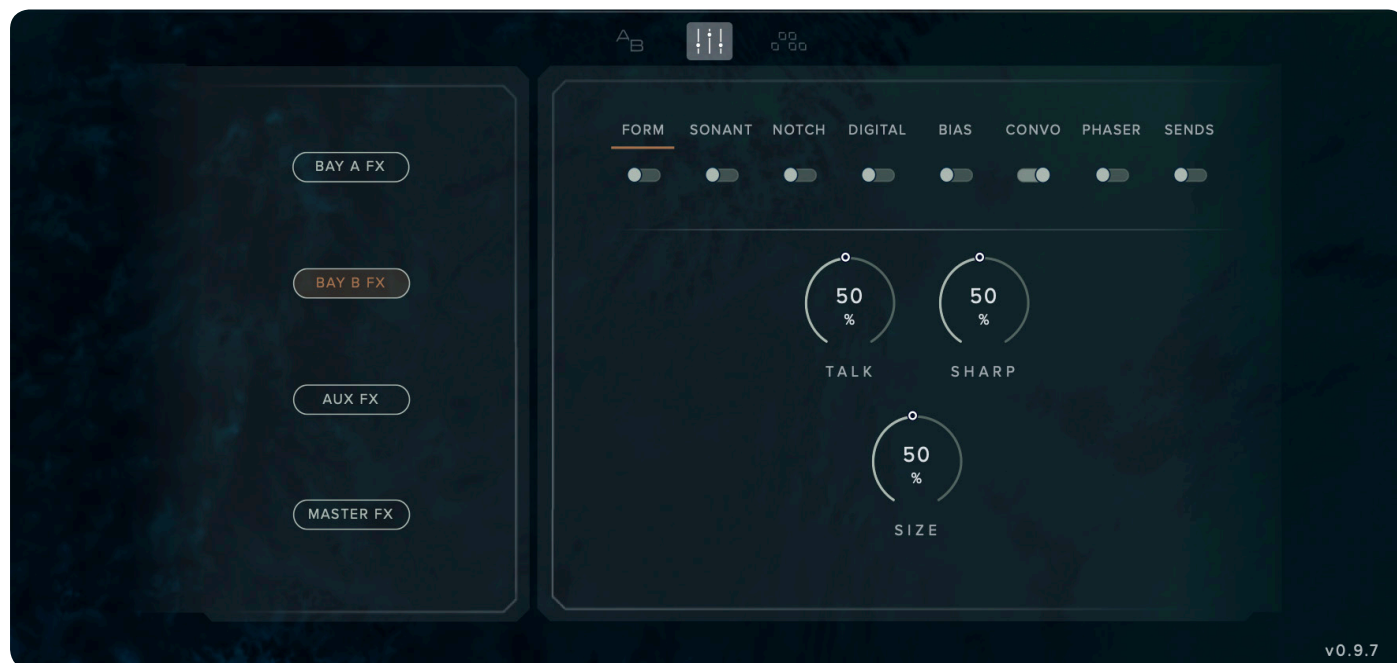 AB
BAY A FX
BAY B FX
AUX FX
MASTER FX
FORM SONANT NOTCH DIGITAL BIAS CONVO PHASER SENDS
50 50
% %
TALK SHARP
50
%
SIZE
v0.9.7